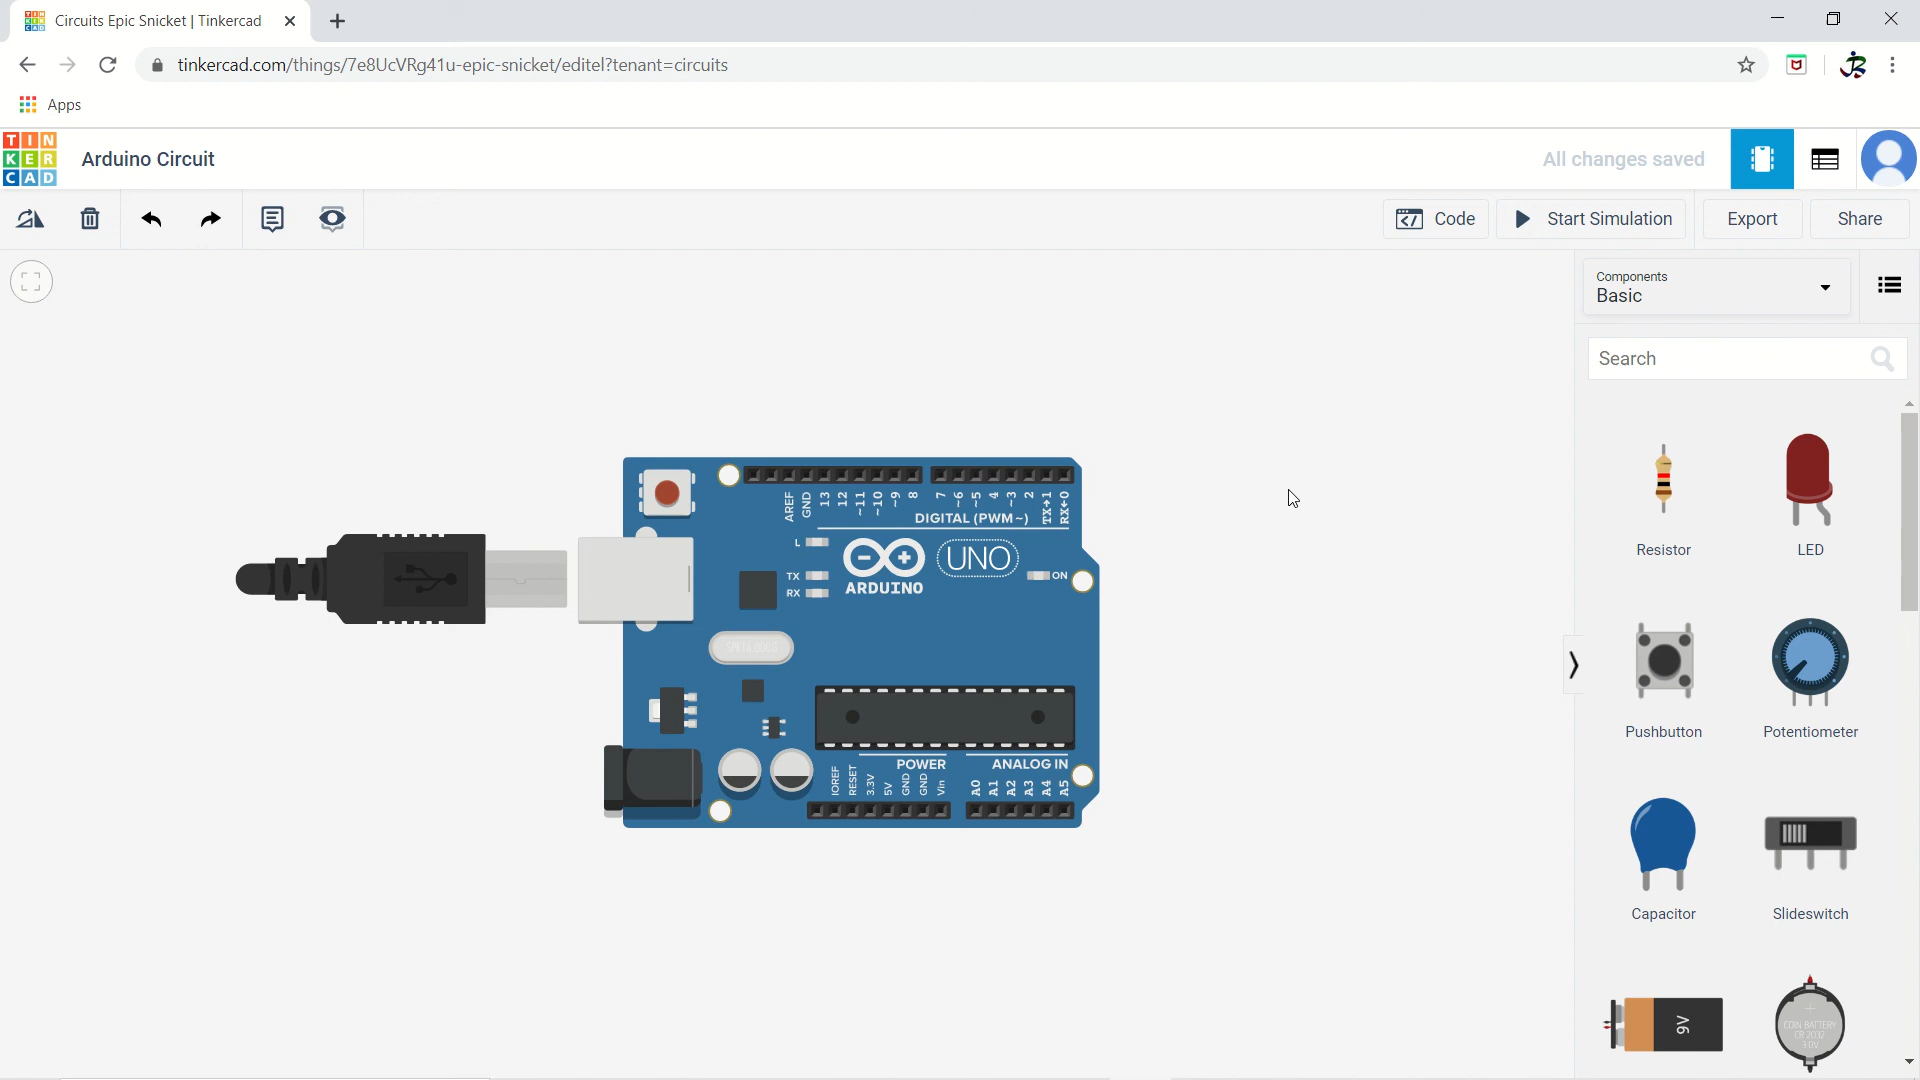 Circuits Epic Snicket | Tinkercad
tinkercad.com/things/7e8UcVRg41u-epic-snicket/editel?tenant=circuits
Apps
TIN
KER
CAD
Arduino Circuit
All changes saved
Code
Start Simulation
Export
Share
Components
Basic
Search
Resistor
LED
Pushbutton
Potentiometer
Capacitor
Slideswitch
9V
COIN BATTERY
CR 2032
AREF
GND
13
12
~11
~10
~9
8
7
~6
~5
4
~3
2
TX→1
RX←0
DIGITAL (PWM~)
L
TX
RX
ARDUINO
UNO
ON
POWER
ANALOG IN
IOREF
RESET
3.3V
5V
GND
GND
Vin
A0
A1
A2
A3
A4
A5